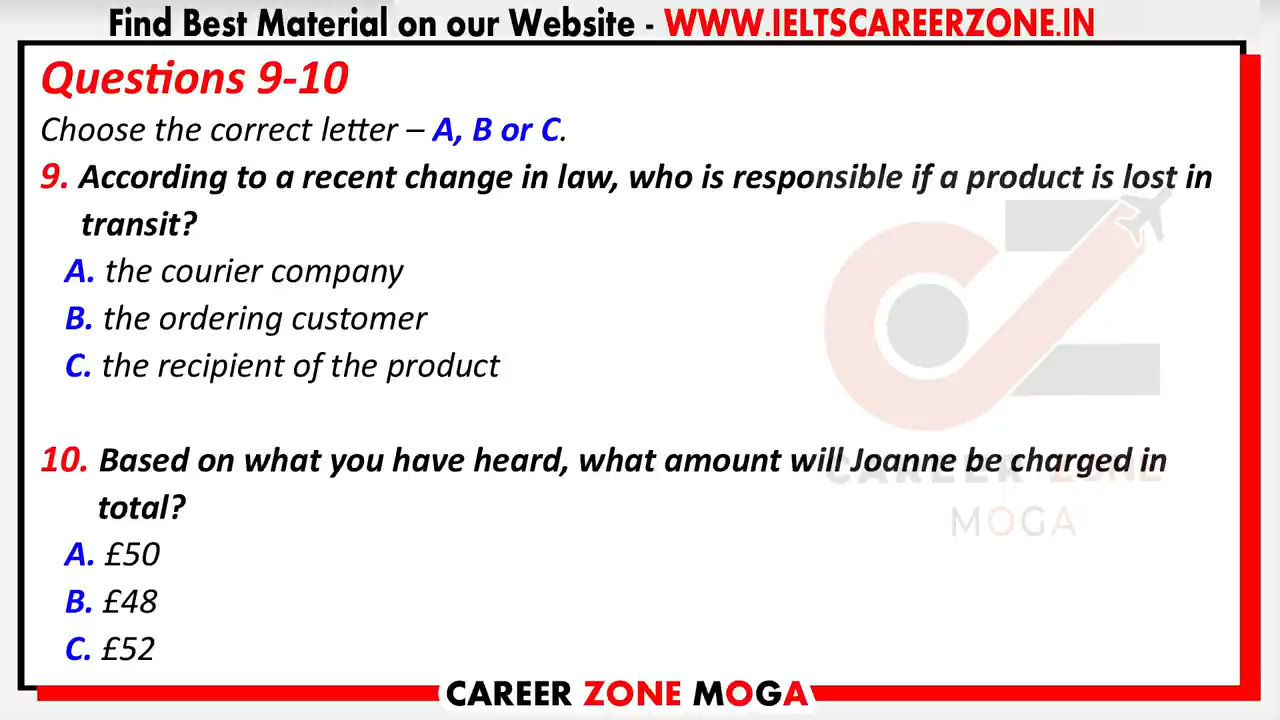 Find Best Material on our Website - WWW.IELTSCAREERZONE.IN
Questions 9-10
Choose the correct letter – A, B or C.
9. According to a recent change in law, who is responsible if a product is lost in
transit?
A. the courier company
B. the ordering customer
C. the recipient of the product
10. Based on what you have heard, what amount will Joanne be charged in
total?
CAREER ZONE
MOGA
A. £50
B. £48
C. £52
CAREER ZONE MOGA